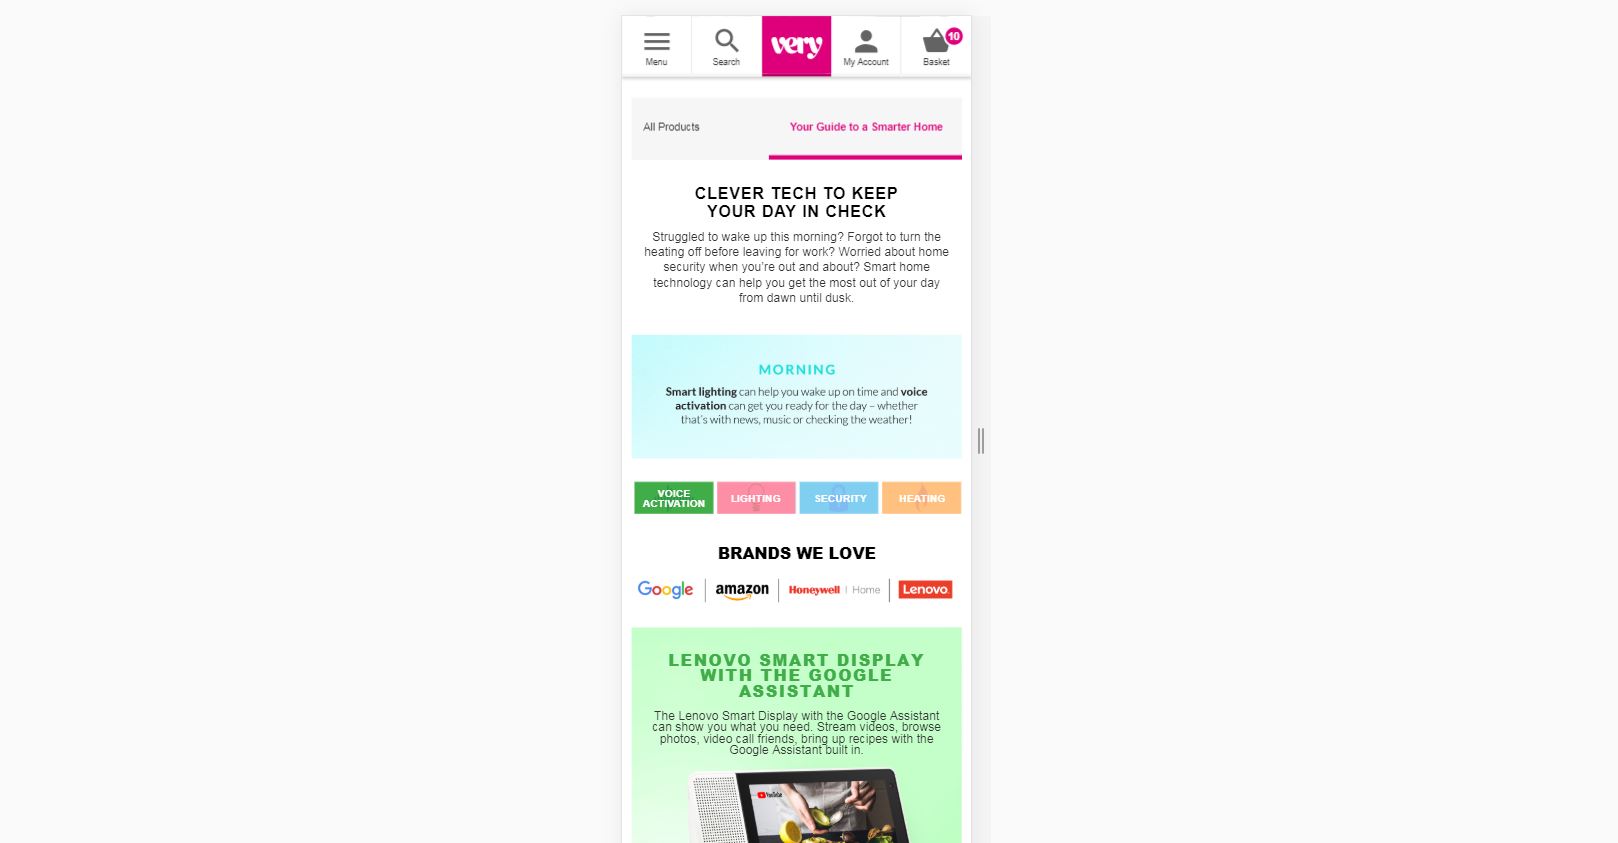 Menu
Search
very
My Account
10
Basket
All Products
Your Guide to a Smarter Home
CLEVER TECH TO KEEP
YOUR DAY IN CHECK
Struggled to wake up this morning? Forgot to turn the
heating off before leaving for work? Worried about home
security when you're out and about? Smart home
technology can help you get the most out of your day
from dawn until dusk.
MORNING
Smart lighting can help you wake up on time and voice
activation can get you ready for the day – whether
that's with news, music or checking the weather!
VOICE
ACTIVATION
LIGHTING
SECURITY
HEATING
BRANDS WE LOVE
Google
amazon
Honeywell | Home
Lenovo
LENOVO SMART DISPLAY
WITH THE GOOGLE
ASSISTANT
The Lenovo Smart Display with the Google Assistant
can show you what you need. Stream videos, browse
photos, video call friends, bring up recipes with the
Google Assistant built in.
YouTube